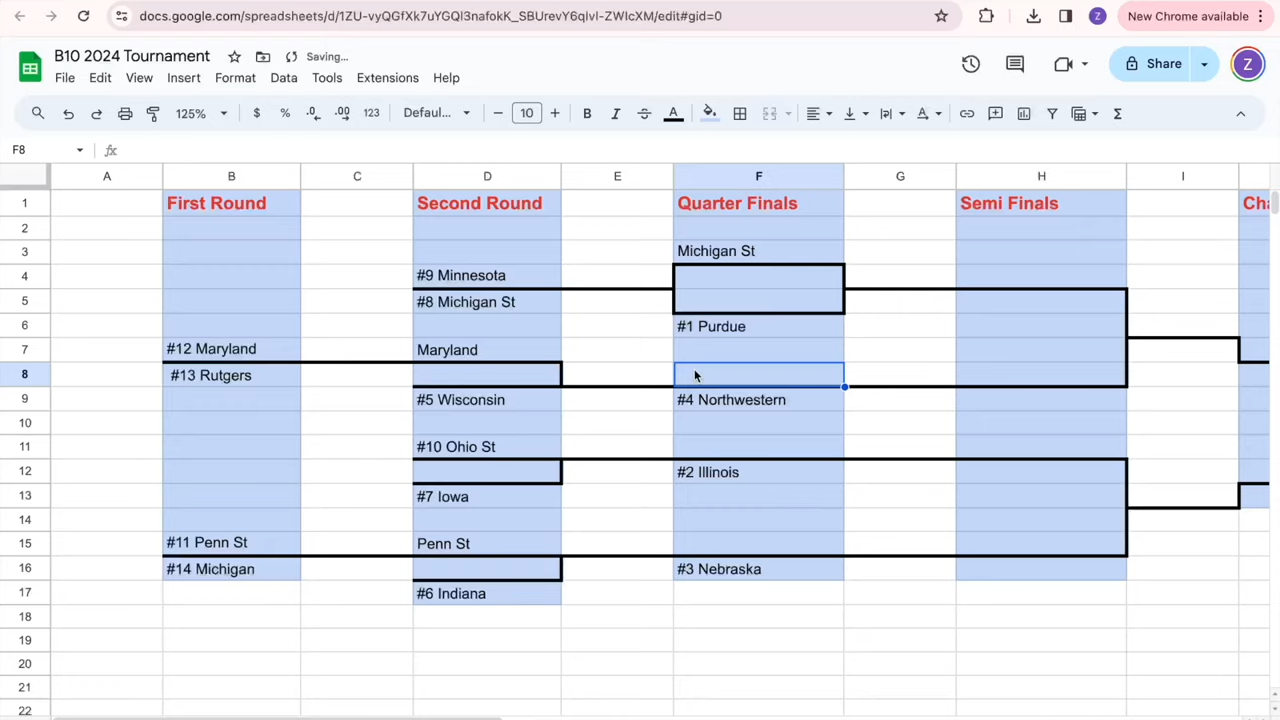 docs.google.com/spreadsheets/d/1ZU-vyQGfXk7uYGQl3nafokK_SBUrevY6qlvI-ZWIcXM/edit#gid=0
New Chrome available
B10 2024 Tournament
Saving...
File Edit View Insert Format Data Tools Extensions Help
Share
Z
Z
125%
$ % .0 .00 123
Defaul...
10
B I S A
F8
fx
A B C D E F G H I
1 First Round Second Round Quarter Finals Semi Finals Cha
2
3 Michigan St
4 #9 Minnesota
5 #8 Michigan St
6 #1 Purdue
7 #12 Maryland Maryland
8 #13 Rutgers
9 #5 Wisconsin #4 Northwestern
10
11 #10 Ohio St
12 #2 Illinois
13 #7 Iowa
14
15 #11 Penn St Penn St
16 #14 Michigan #3 Nebraska
17 #6 Indiana
18
19
20
21
22